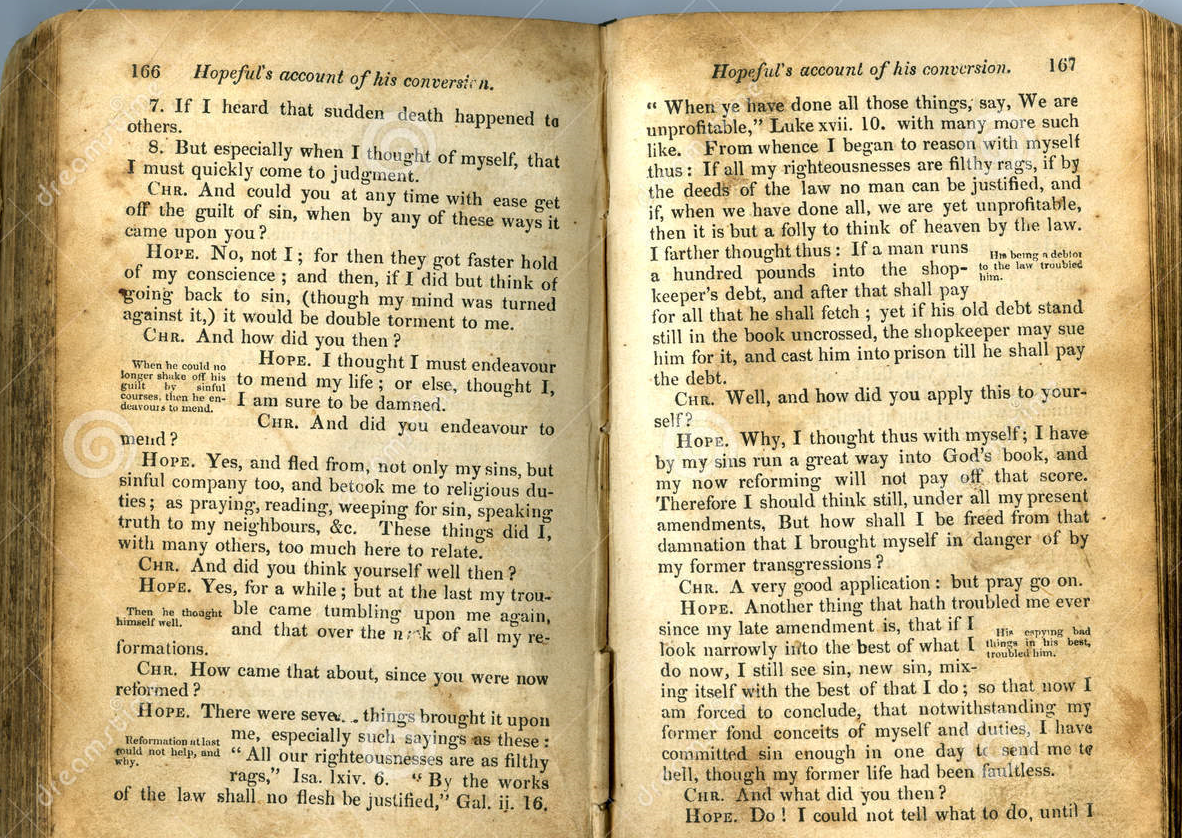 166 Hopeful's account of his conversion.
7. If I heard that sudden death happened to
others.
8. But especially when I thought of myself, that
I must quickly come to judgment.
CHR. And could you at any time with ease get
off the guilt of sin, when by any of these ways it
came upon you?
HOPE. No, not I; for then they got faster hold
of my conscience; and then, if I did but think of
going back to sin, (though my mind was turned
against it,) it would be double torment to me.
CHR. And how did you then?
When he could no
longer shake off his
guilt by sinful
courses, then he en-
deavours to mend.
HOPE. I thought I must endeavour
to mend my life; or else, thought I,
I am sure to be damned.
CHR. And did you endeavour to
mend?
HOPE. Yes, and fled from, not only my sins, but
sinful company too, and betook me to religious du-
ties; as praying, reading, weeping for sin, speaking
truth to my neighbours, &c. These things did I,
with many others, too much here to relate.
CHR. And did you think yourself well then?
HOPE. Yes, for a while; but at the last my trou-
Then he thought
himself well.
ble came tumbling upon me again,
and that over the neck of all my re-
formations.
CHR. How came that about, since you were now
reformed?
HOPE. There were several things brought it upon
Reformation at last
could not help, and
why.
me, especially such sayings as these:
“ All our righteousnesses are as filthy
rags,” Isa. lxiv. 6. “ By the works
of the law shall no flesh be justified,” Gal. ii. 16.
Hopeful's account of his conversion. 167
“ When ye have done all those things, say, We are
unprofitable,” Luke xvii. 10. with many more such
like. From whence I began to reason with myself
thus: If all my righteousnesses are filthy rags, if by
the deeds of the law no man can be justified, and
if, when we have done all, we are yet unprofitable,
then it is but a folly to think of heaven by the law.
I farther thought thus: If a man runs
a hundred pounds into the shop-
keeper's debt, and after that shall pay
His being a debtor
to the law troubled
him.
for all that he shall fetch; yet if his old debt stand
still in the book uncrossed, the shopkeeper may sue
him for it, and cast him into prison till he shall pay
the debt.
CHR. Well, and how did you apply this to your-
self?
HOPE. Why, I thought thus with myself; I have
by my sins run a great way into God's book, and
my now reforming will not pay off that score.
Therefore I should think still, under all my present
amendments, But how shall I be freed from that
damnation that I brought myself in danger of by
my former transgressions?
CHR. A very good application: but pray go on.
HOPE. Another thing that hath troubled me ever
since my late amendment is, that if I
look narrowly into the best of what I
do now, I still see sin, new sin, mix-
His espying bad
things in his best,
troubled him.
ing itself with the best of that I do; so that now I
am forced to conclude, that notwithstanding my
former fond conceits of myself and duties, I have
committed sin enough in one day to send me to
hell, though my former life had been faultless.
CHR. And what did you then?
HOPE. Do! I could not tell what to do, until I